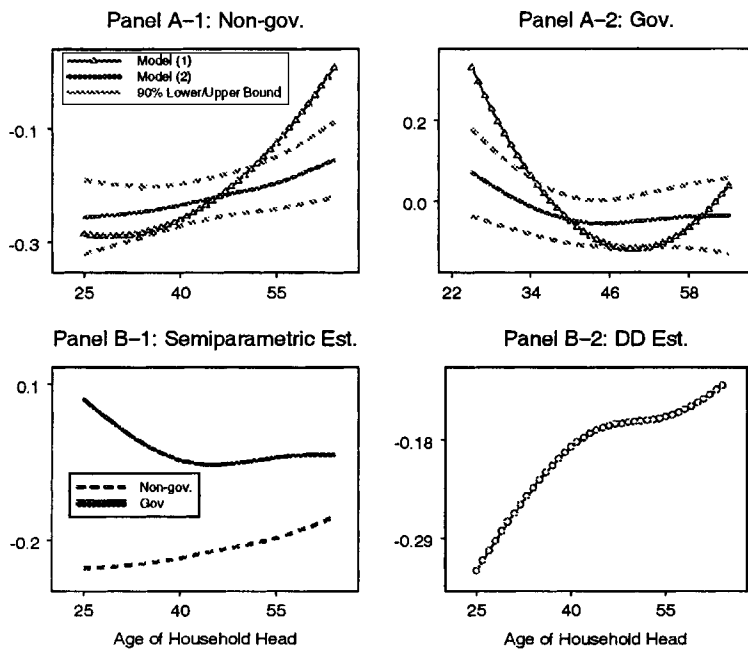 Panel A-1: Non-gov.
Model (1)
Model (2)
90% Lower/Upper Bound
-0.1
-0.3
25 40 55
Panel A-2: Gov.
0.2
0.0
22 34 46 58
Panel B-1: Semiparametric Est.
0.1
-0.2
Non-gov.
Gov
25 40 55
Age of Household Head
Panel B-2: DD Est.
-0.18
-0.29
25 40 55
Age of Household Head